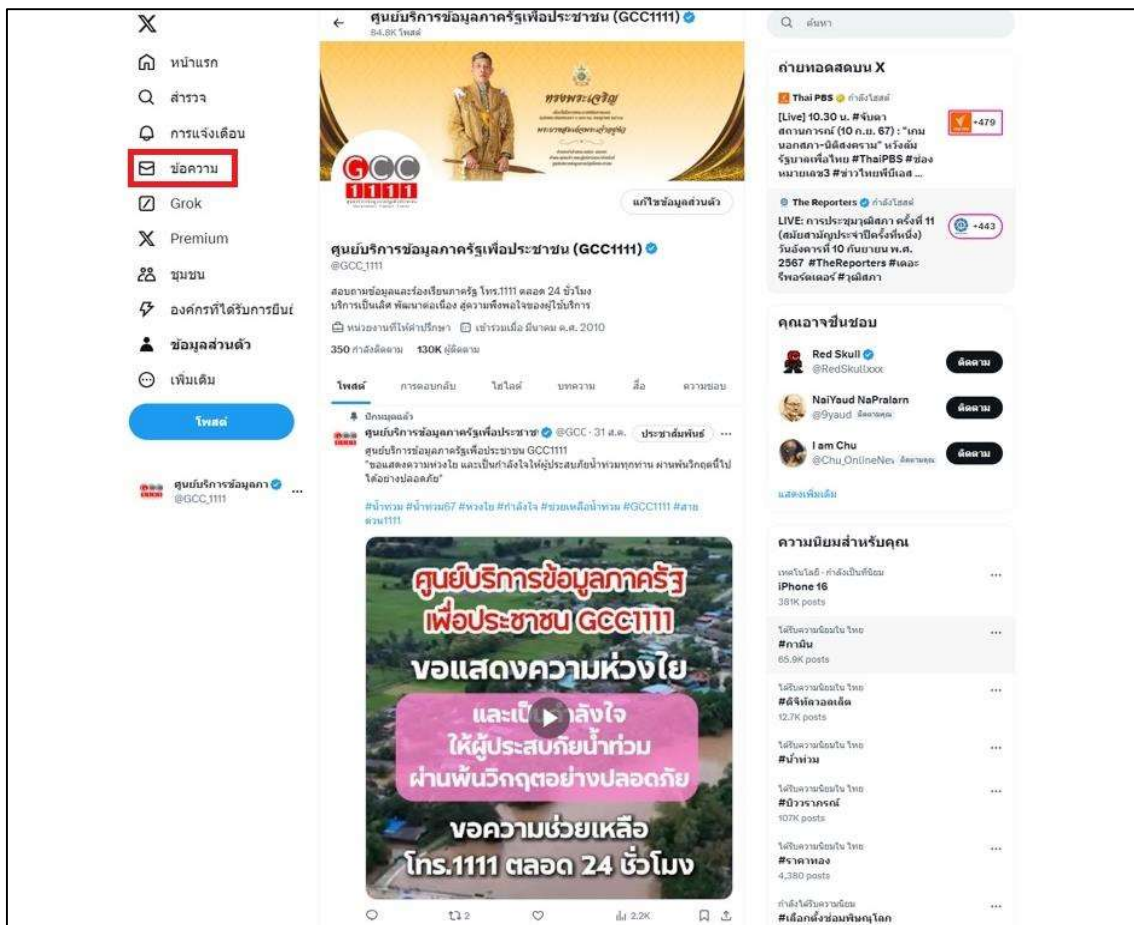 หน้าแรก
สำรวจ
การแจ้งเตือน
ข้อความ
Grok
Premium
ชุมชน
องค์กรที่ได้รับการยืนย
ข้อมูลส่วนตัว
เพิ่มเติม
โพสต์
ศูนย์บริการข้อมูลภา
@GCC_1111
ศูนย์บริการข้อมูลภาครัฐเพื่อประชาชน (GCC1111)
84.8K โพสต์
ทรงพระเจริญ
GCC
1111
แก้ไขข้อมูลส่วนตัว
ศูนย์บริการข้อมูลภาครัฐเพื่อประชาชน (GCC1111)
@GCC_1111
สอบถามข้อมูลและร้องเรียนภาครัฐ โทร.1111 ตลอด 24 ชั่วโมง
บริการเป็นเลิศ พัฒนาต่อเนื่อง สู่ความพึงพอใจของผู้ใช้บริการ
หน่วยงานที่ให้คำปรึกษา เข้าร่วมเมื่อ มีนาคม ค.ศ. 2010
350 กำลังติดตาม 130K ผู้ติดตาม
โพสต์ การตอบกลับ ไฮไลต์ บทความ สื่อ ความชอบ
ปักหมุดแล้ว
ศูนย์บริการข้อมูลภาครัฐเพื่อประชาช @GCC · 31 ส.ค. ประชาสัมพันธ์ ...
ศูนย์บริการข้อมูลภาครัฐเพื่อประชาชน GCC1111
"ขอแสดงความห่วงใย และเป็นกำลังใจให้ผู้ประสบภัยน้ำท่วมทุกท่าน ผ่านพ้นวิกฤตนี้ไป
ได้อย่างปลอดภัย"
#น้ำท่วม #น้ำท่วม67 #ห่วงใย #กำลังใจ #ช่วยเหลือน้ำท่วม #GCC1111 #สาย
ด่วน1111
ศูนย์บริการข้อมูลภาครัฐ
เพื่อประชาชน GCC1111
ขอแสดงความห่วงใย
และเป็นกำลังใจ
ให้ผู้ประสบภัยน้ำท่วม
ผ่านพ้นวิกฤตอย่างปลอดภัย
ขอความช่วยเหลือ
โทร.1111 ตลอด 24 ชั่วโมง
2 2.2K
ค้นหา
ถ่ายทอดสดบน X
Thai PBS กำลังโฮสต์
[Live] 10.30 น. #จับตา
สถานการณ์ (10 ก.ย. 67) : "เกม
นอกสภา-นิติสงคราม" หวังล้ม
รัฐบาลเพื่อไทย #ThaiPBS #ช่อง
หมายเลข3 #ข่าวไทยพีบีเอส ...
+479
The Reporters กำลังโฮสต์
LIVE: การประชุมวุฒิสภา ครั้งที่ 11
(สมัยสามัญประจำปีครั้งที่หนึ่ง)
วันอังคารที่ 10 กันยายน พ.ศ.
2567 #TheReporters #เดอะ
รีพอร์ตเตอร์ #วุฒิสภา
+443
คุณอาจชื่นชอบ
Red Skull
@RedSkullxxx
ติดตาม
NaiYaud NaPralarn
@9yaud ติดตามคุณ
ติดตาม
I am Chu
@Chu_OnlineNev ติดตามคุณ
ติดตาม
แสดงเพิ่มเติม
ความนิยมสำหรับคุณ
เทคโนโลยี · กำลังเป็นที่นิยม
iPhone 16
381K posts
ได้รับความนิยมใน ไทย
#กามิน
65.9K posts
ได้รับความนิยมใน ไทย
#ดิจิทัลวอลเล็ต
12.7K posts
ได้รับความนิยมใน ไทย
#น้ำท่วม
ได้รับความนิยมใน ไทย
#บิววราภรณ์
107K posts
ได้รับความนิยมใน ไทย
#ราคาทอง
4,380 posts
กำลังได้รับความนิยม
#เลือกตั้งซ่อมพิษณุโลก